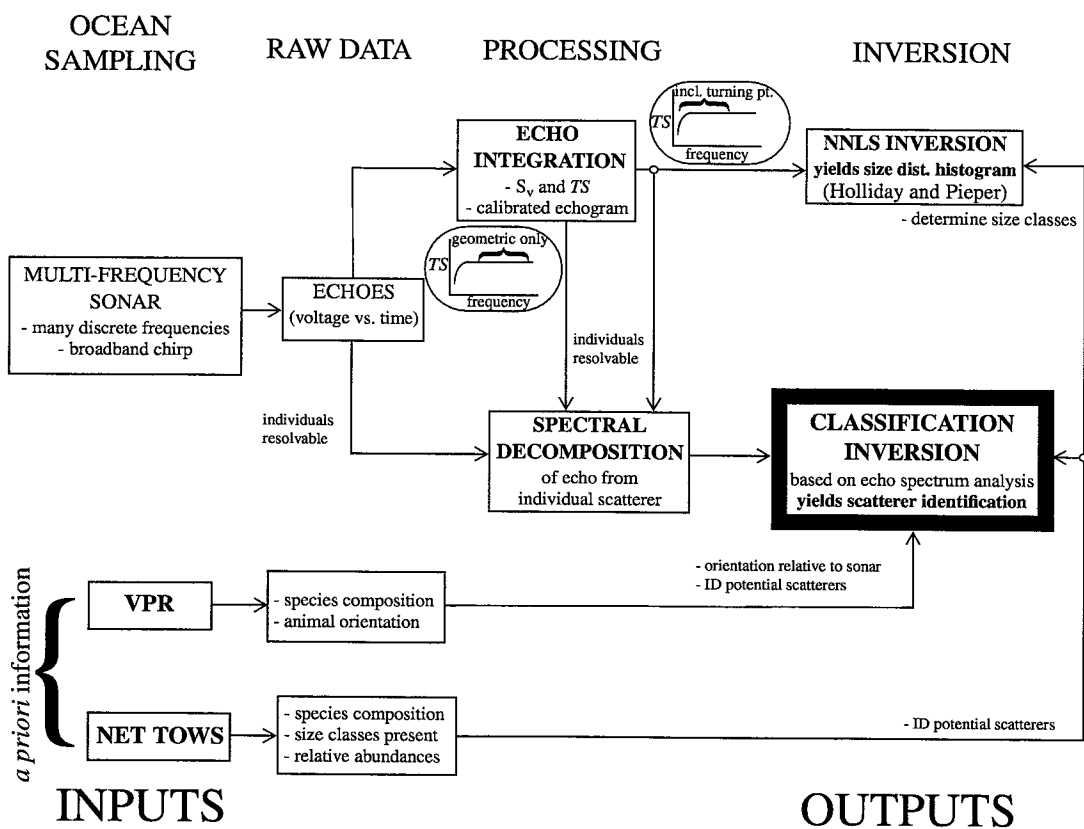 OCEAN
SAMPLING
RAW DATA
PROCESSING
INVERSION
incl. turning pt.
TS
frequency
ECHO
INTEGRATION
- Sv and TS
- calibrated echogram
NNLS INVERSION
yields size dist. histogram
(Holliday and Pieper)
- determine size classes
geometric only
TS
frequency
MULTI-FREQUENCY
SONAR
- many discrete frequencies
- broadband chirp
ECHOES
(voltage vs. time)
individuals
resolvable
individuals
resolvable
SPECTRAL
DECOMPOSITION
of echo from
individual scatterer
CLASSIFICATION
INVERSION
based on echo spectrum analysis
yields scatterer identification
- orientation relative to sonar
- ID potential scatterers
a priori information
VPR
- species composition
- animal orientation
NET TOWS
- species composition
- size classes present
- relative abundances
- ID potential scatterers
INPUTS
OUTPUTS